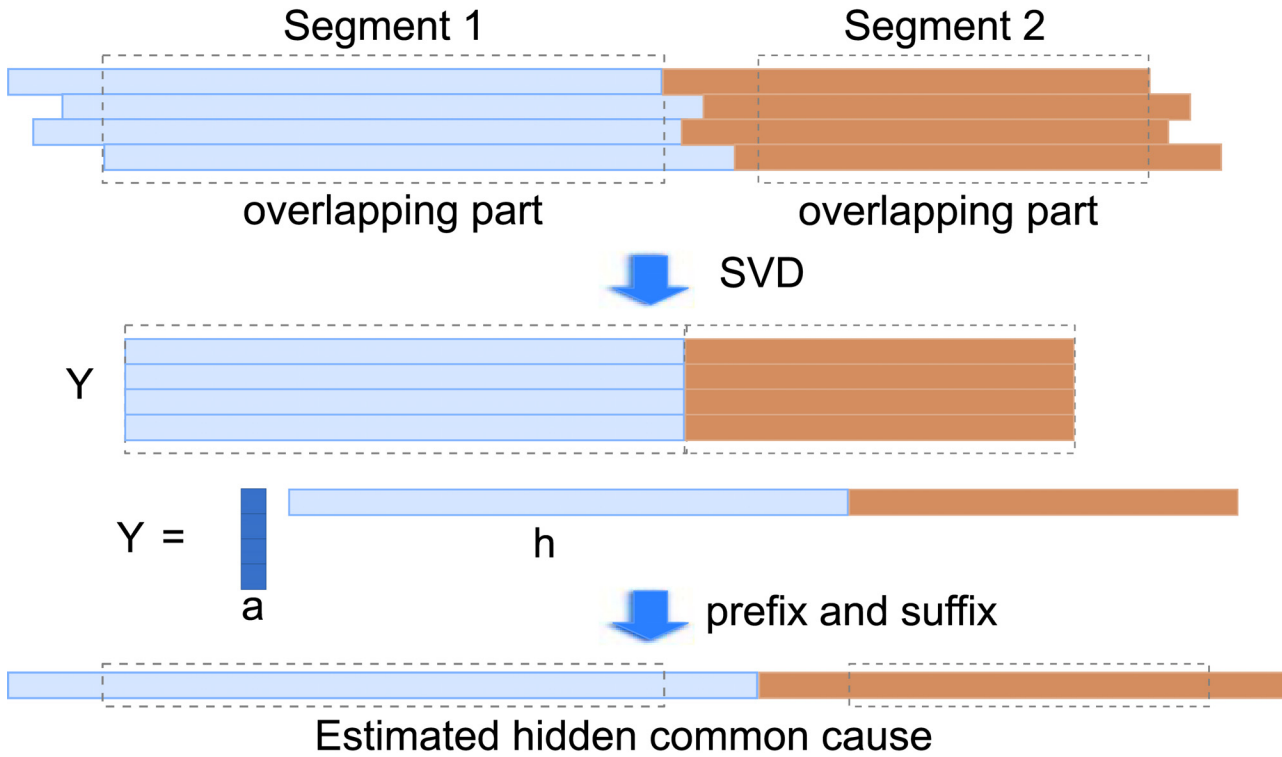 Segment 1
Segment 2
overlapping part
overlapping part
SVD
Y
Y =
h
a
prefix and suffix
Estimated hidden common cause